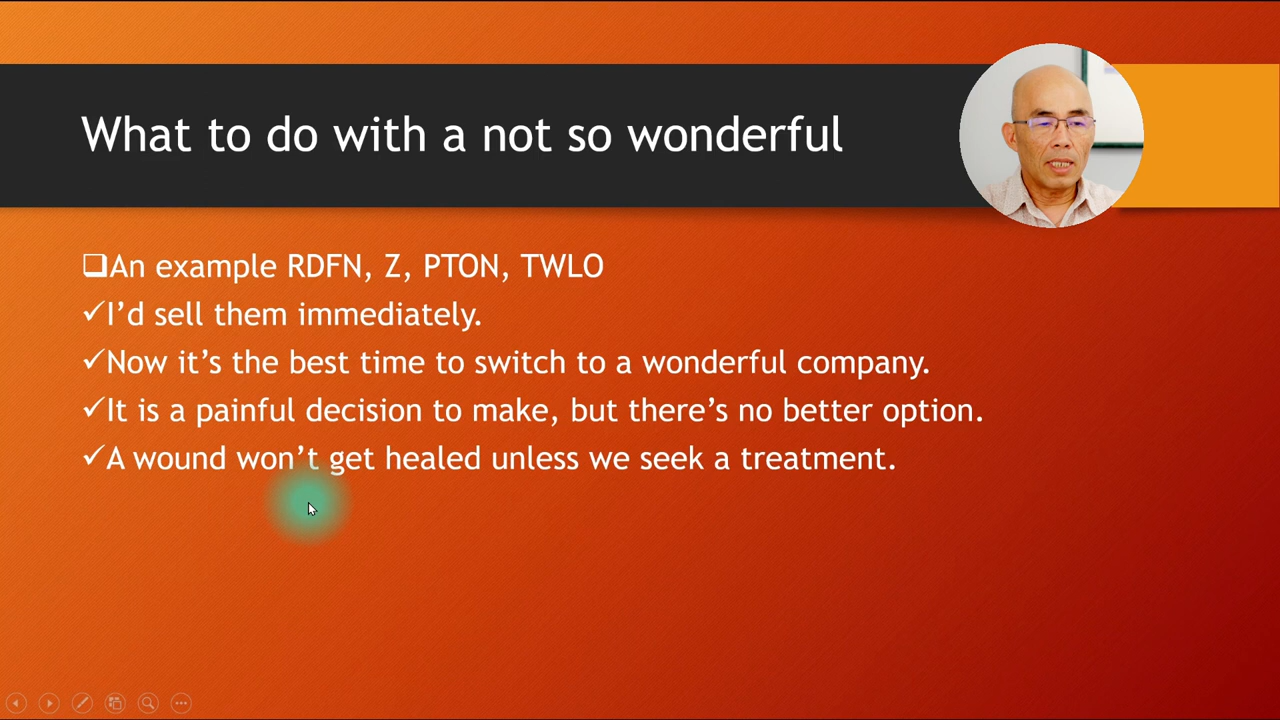 What to do with a not so wonderful
An example RDFN, Z, PTON, TWLO
I’d sell them immediately.
Now it’s the best time to switch to a wonderful company.
It is a painful decision to make, but there’s no better option.
A wound won’t get healed unless we seek a treatment.